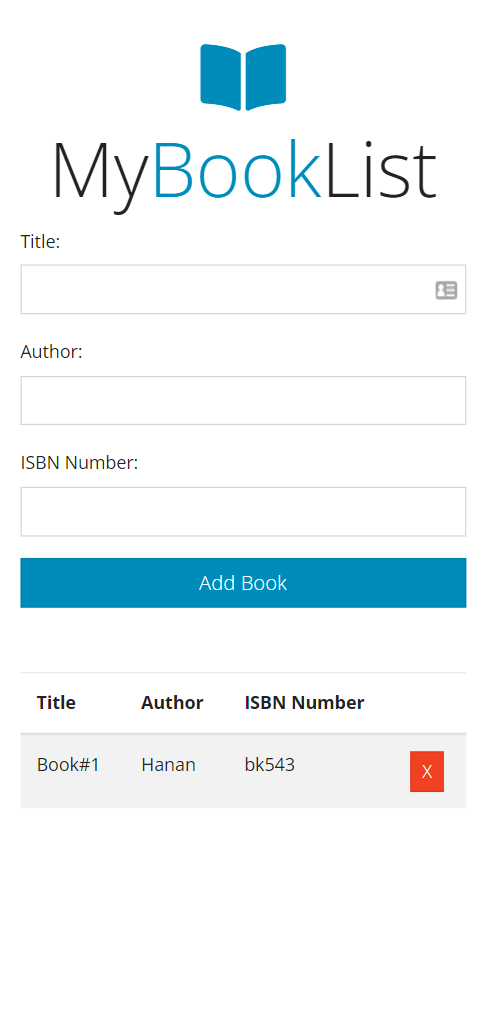 MyBookList
Title:
Author:
ISBN Number:
Add Book
Title Author ISBN Number
Book#1 Hanan bk543 X